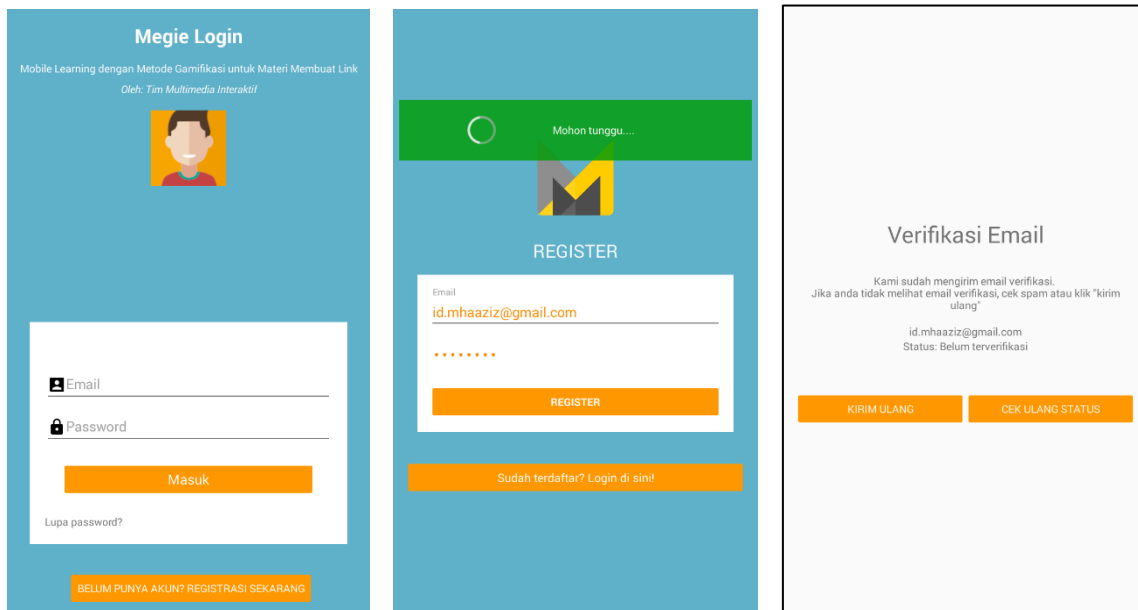 Megie Login
Mobile Learning dengan Metode Gamifikasi untuk Materi Membuat Link
Oleh: Tim Multimedia Interaktif
Email
Password
Masuk
Lupa password?
BELUM PUNYA AKUN? REGISTRASI SEKARANG
Mohon tunggu....
REGISTER
Email
id.mhaaziz@gmail.com
••••••••
REGISTER
Sudah terdaftar? Login di sini!
Verifikasi Email
Kami sudah mengirim email verifikasi.
Jika anda tidak melihat email verifikasi, cek spam atau klik "kirim
ulang"
id.mhaaziz@gmail.com
Status: Belum terverifikasi
KIRIM ULANG
CEK ULANG STATUS